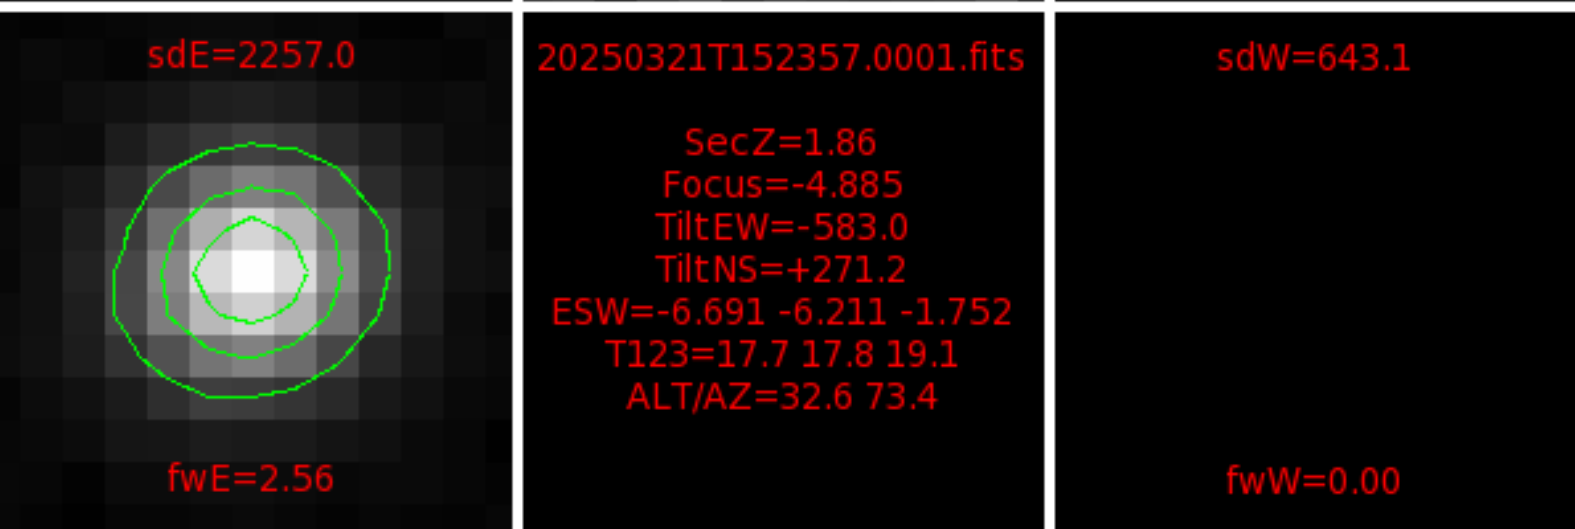 sdE=2257.0
fwE=2.56
20250321T152357.0001.fits
SecZ=1.86
Focus=-4.885
TiltEW=-583.0
TiltNS=+271.2
ESW=-6.691 -6.211 -1.752
T123=17.7 17.8 19.1
ALT/AZ=32.6 73.4
sdW=643.1
fwW=0.00